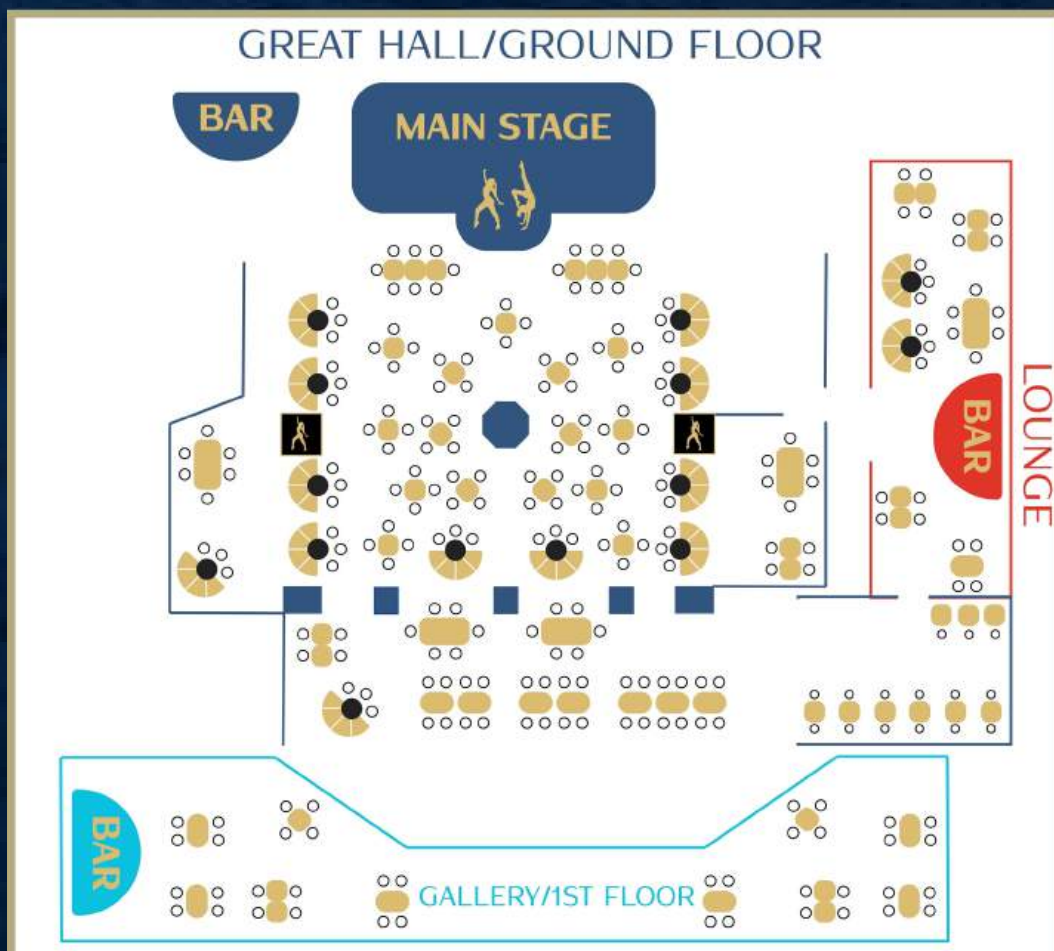 GREAT HALL/GROUND FLOOR
BAR
MAIN STAGE
LOUNGE
BAR
BAR
GALLERY/1ST FLOOR